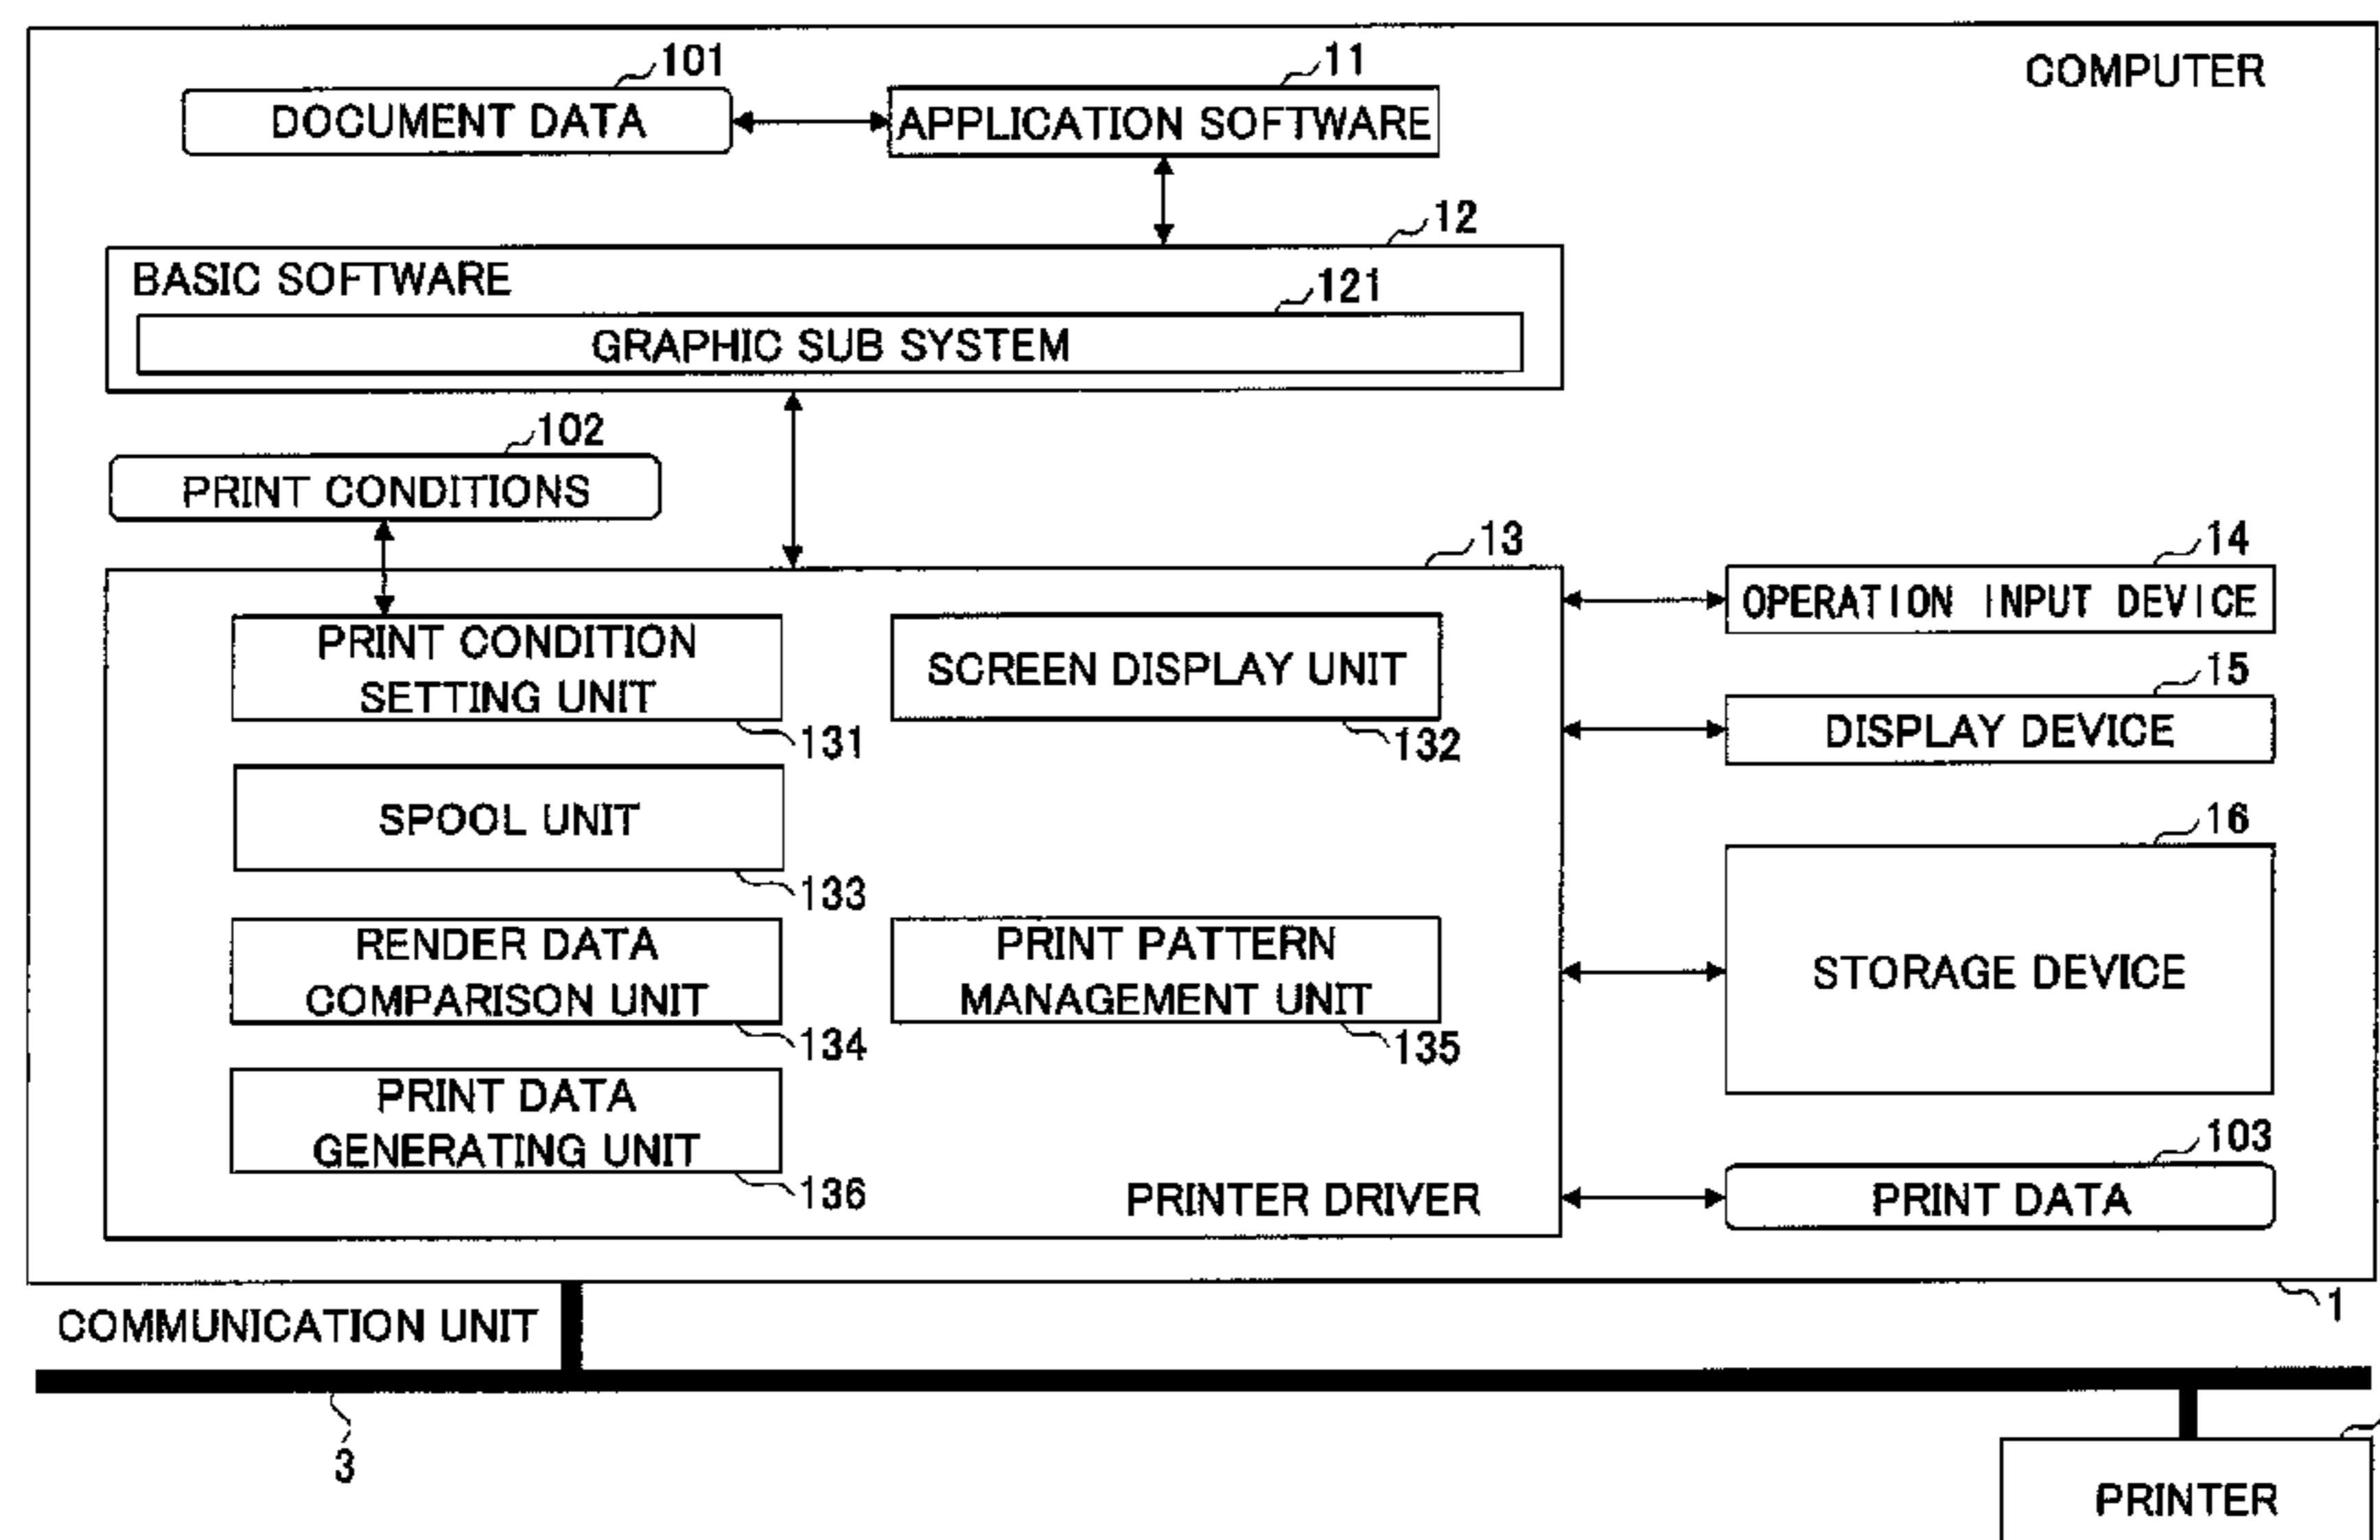 COMPUTER
101
11
DOCUMENT DATA
APPLICATION SOFTWARE
12
BASIC SOFTWARE
121
GRAPHIC SUB SYSTEM
102
PRINT CONDITIONS
13
14
OPERATION INPUT DEVICE
PRINT CONDITION
SETTING UNIT
131
SCREEN DISPLAY UNIT
132
15
DISPLAY DEVICE
SPOOL UNIT
133
16
STORAGE DEVICE
RENDER DATA
COMPARISON UNIT
134
PRINT PATTERN
MANAGEMENT UNIT
135
PRINT DATA
GENERATING UNIT
136
PRINTER DRIVER
103
PRINT DATA
1
COMMUNICATION UNIT
3
PRINTER